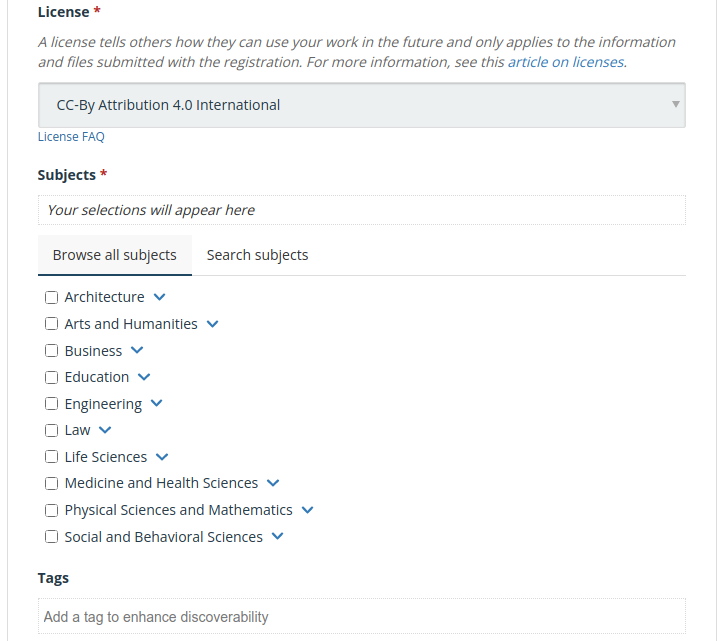 License *
A license tells others how they can use your work in the future and only applies to the information
and files submitted with the registration. For more information, see this article on licenses.
CC-By Attribution 4.0 International
License FAQ
Subjects *
Your selections will appear here
Browse all subjects Search subjects
Architecture
Arts and Humanities
Business
Education
Engineering
Law
Life Sciences
Medicine and Health Sciences
Physical Sciences and Mathematics
Social and Behavioral Sciences
Tags
Add a tag to enhance discoverability